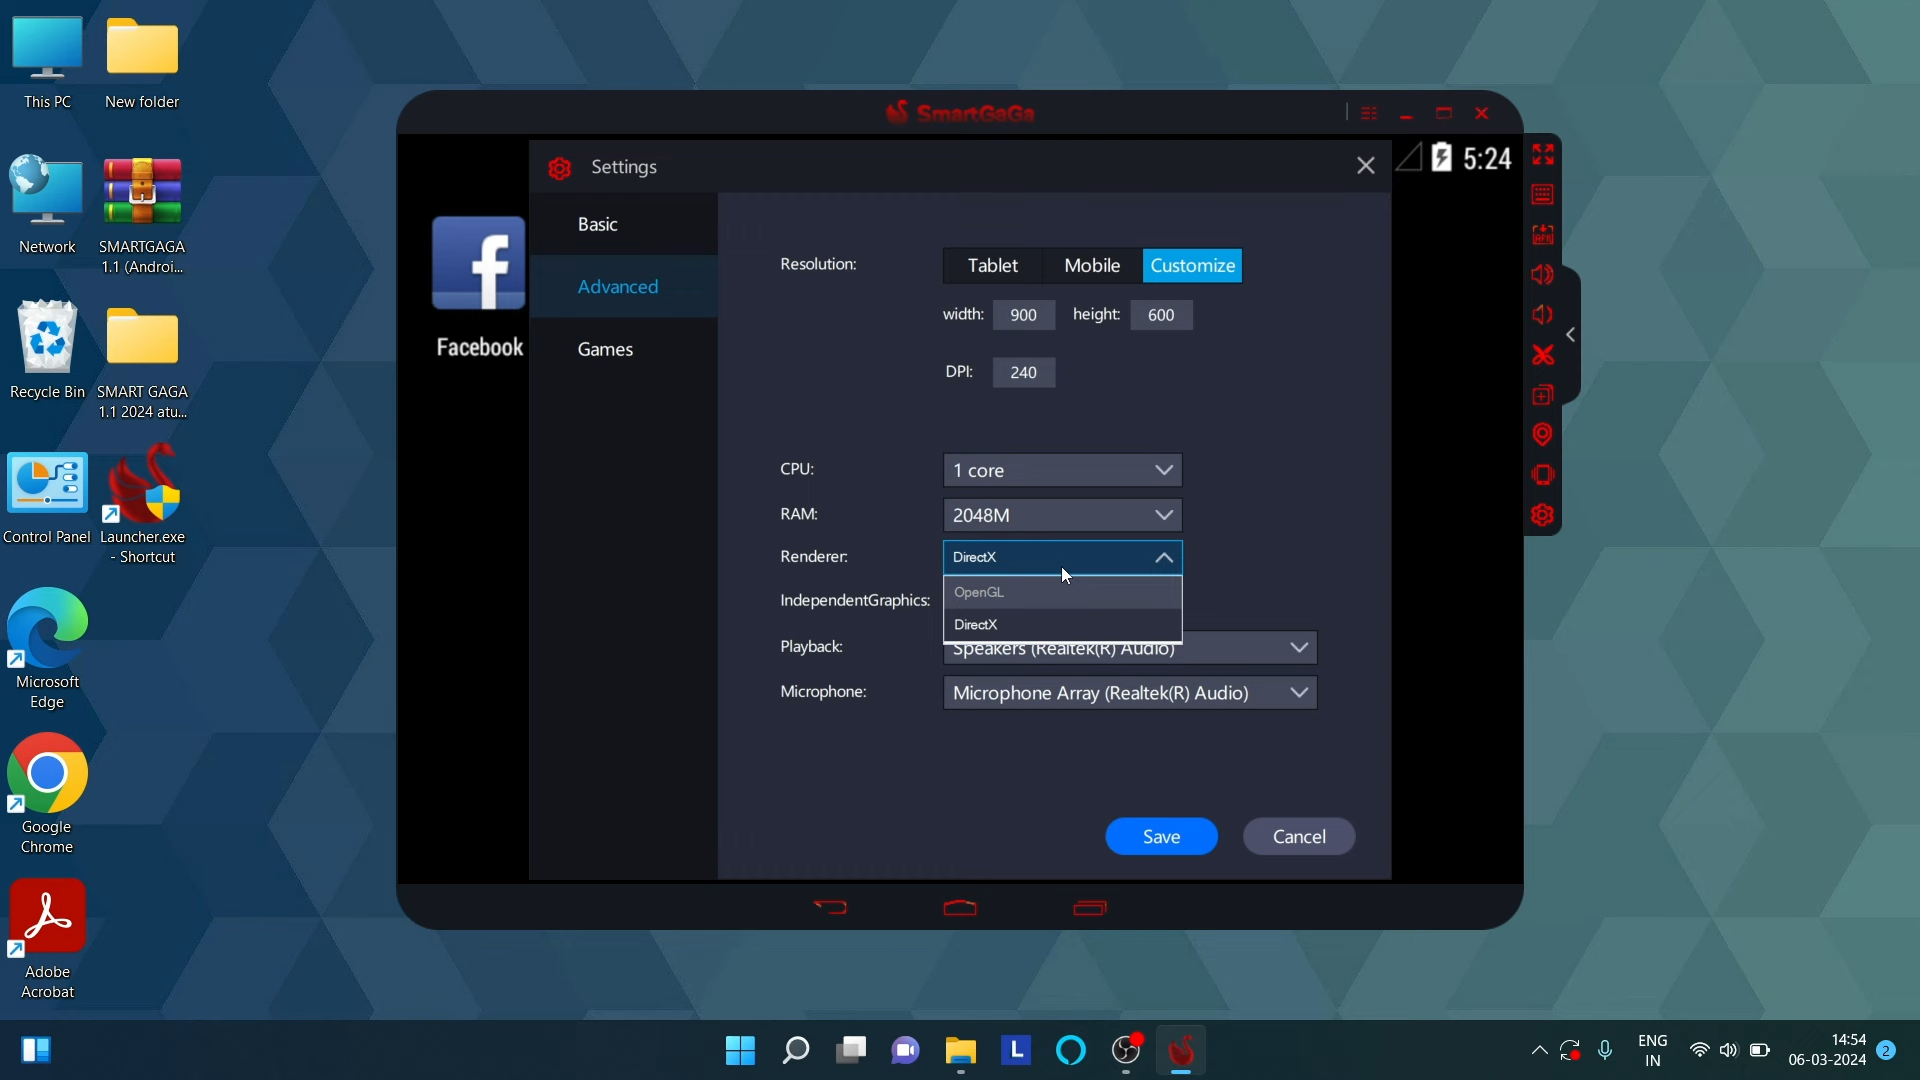 This PC
New folder
Network
SMARTGAGA
1.1 (Androi...
Recycle Bin
SMART GAGA
1.1 2024 atu...
Control Panel
Launcher.exe
- Shortcut
Microsoft
Edge
Google
Chrome
Adobe
Acrobat
SmartGaGa
5:24
Facebook
Settings
Basic
Advanced
Games
Resolution:
Tablet
Mobile
Customize
width:
900
height:
600
DPI:
240
CPU:
1 core
RAM:
2048M
Renderer:
DirectX
OpenGL
DirectX
IndependentGraphics:
Playback:
Speakers (Realtek(R) Audio)
Microphone:
Microphone Array (Realtek(R) Audio)
Save
Cancel
APK
L
ENG
IN
14:54
06-03-2024
2